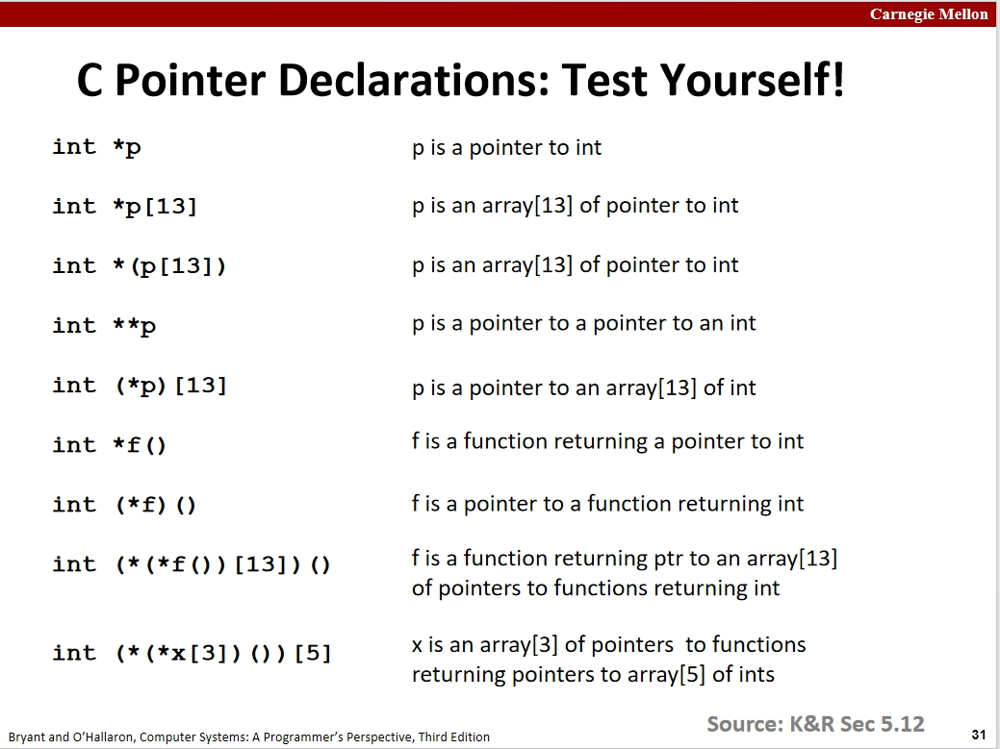 Carnegie Mellon
C Pointer Declarations: Test Yourself!
int *p p is a pointer to int
int *p[13] p is an array[13] of pointer to int
int *(p[13]) p is an array[13] of pointer to int
int **p p is a pointer to a pointer to an int
int (*p)[13] p is a pointer to an array[13] of int
int *f() f is a function returning a pointer to int
int (*f)() f is a pointer to a function returning int
int (*(*f())[13])() f is a function returning ptr to an array[13]
of pointers to functions returning int
int (*(*x[3])())[5] x is an array[3] of pointers  to functions
returning pointers to array[5] of ints
Source: K&R Sec 5.12
Bryant and O’Hallaron, Computer Systems: A Programmer’s Perspective, Third Edition 31